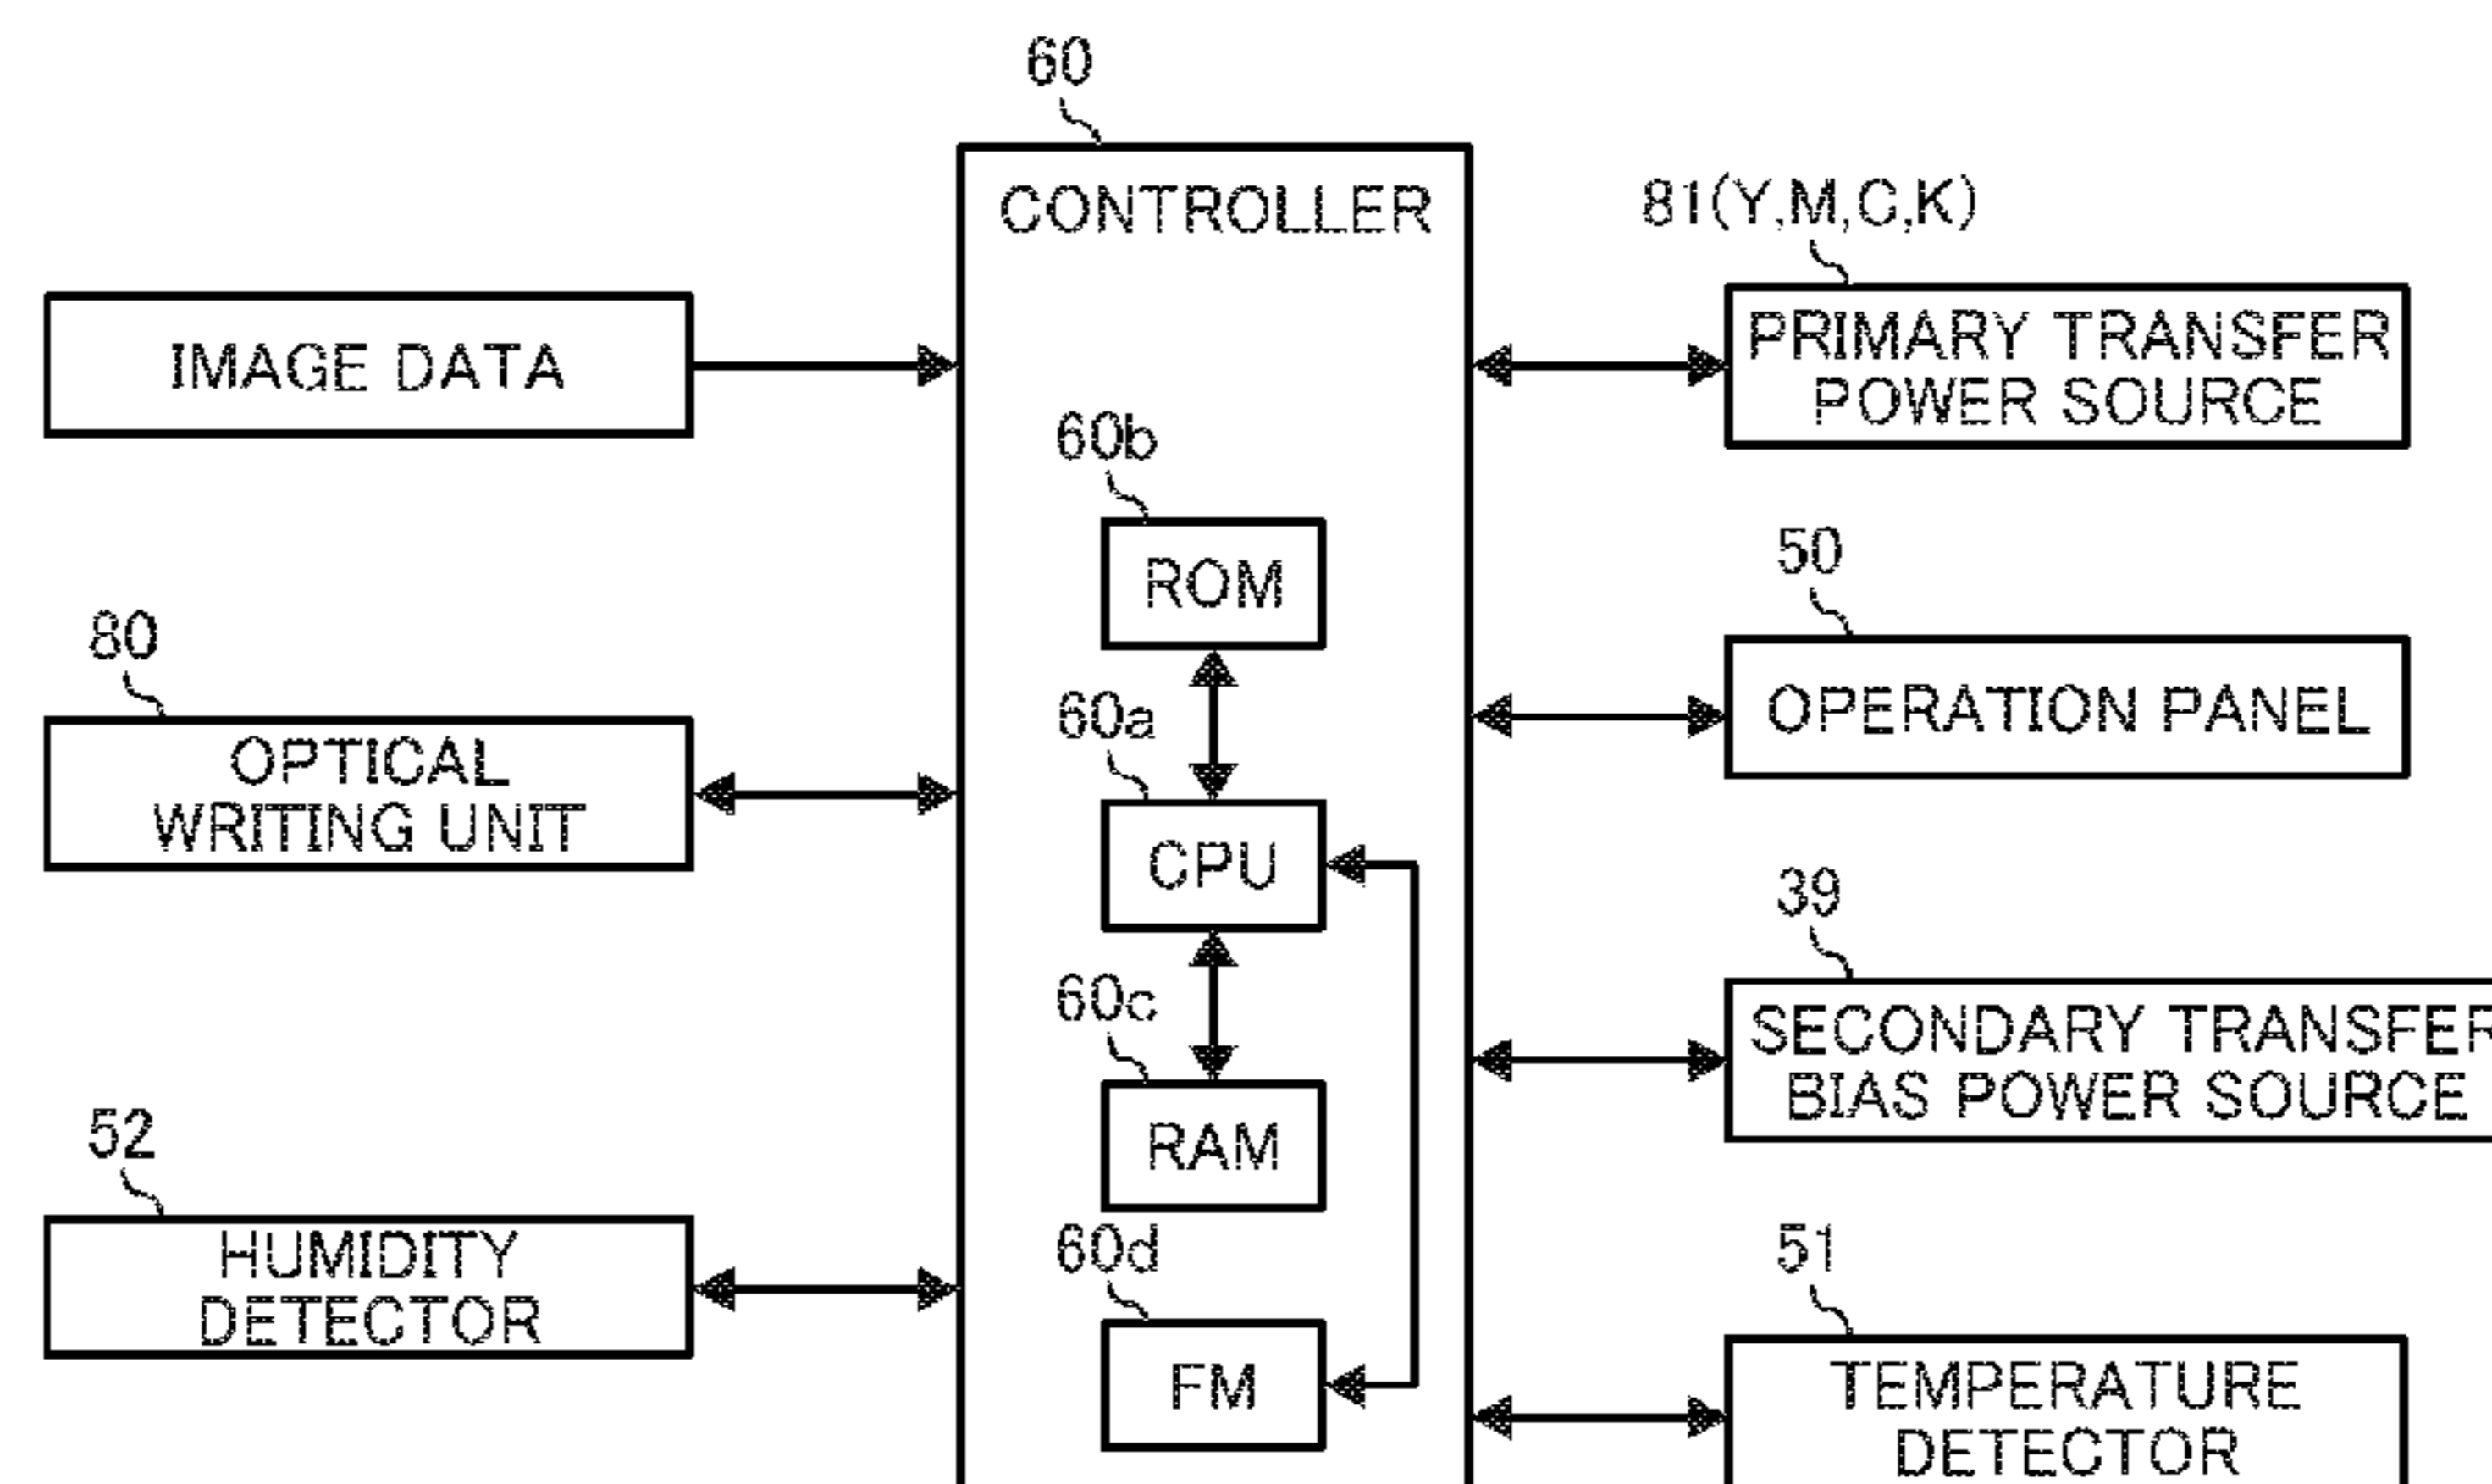 60
CONTROLLER
81(Y,M,C,K)
IMAGE DATA
PRIMARY TRANSFER
POWER SOURCE
60b
ROM
50
OPERATION PANEL
80
OPTICAL
WRITING UNIT
60a
CPU
39
SECONDARY TRANSFER
BIAS POWER SOURCE
60c
RAM
52
HUMIDITY
DETECTOR
60d
FM
51
TEMPERATURE
DETECTOR